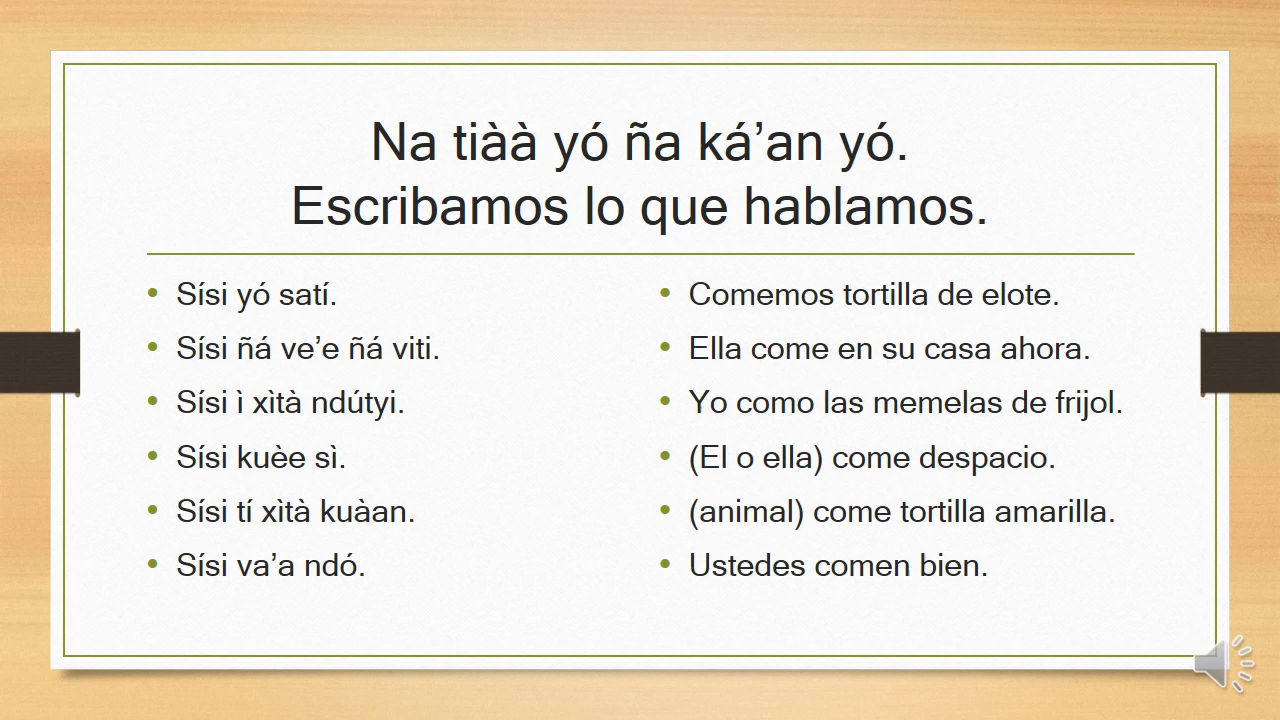 Na tiàà yó ña ká’an yó.
Escribamos lo que hablamos.
• Sísi yó satí.
• Sísi ñá ve’e ñá viti.
• Sísi ì xìtà ndútyi.
• Sísi kuèe sì.
• Sísi tí xìtà kuàan.
• Sísi va’a ndó.
• Comemos tortilla de elote.
• Ella come en su casa ahora.
• Yo como las memelas de frijol.
• (El o ella) come despacio.
• (animal) come tortilla amarilla.
• Ustedes comen bien.